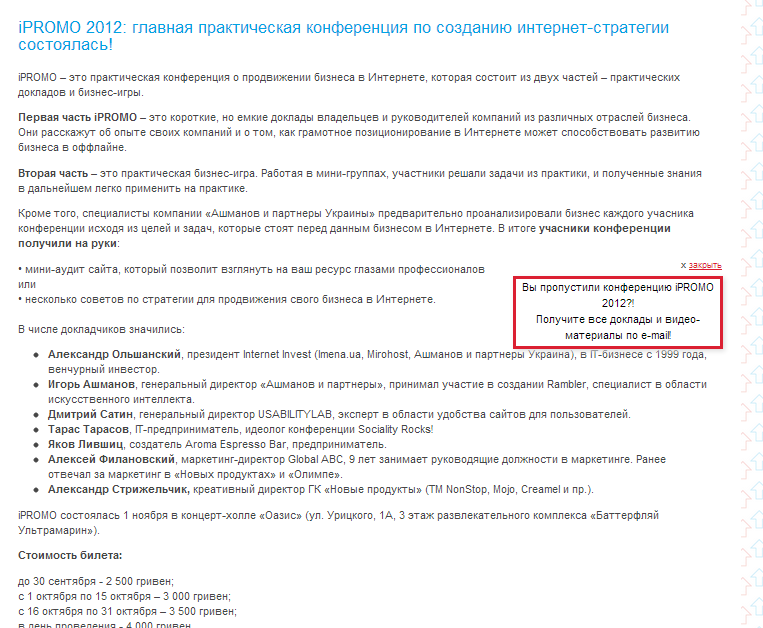 iPROMO 2012: главная практическая конференция по созданию интернет-стратегии
состоялась!
iPROMO – это практическая конференция о продвижении бизнеса в Интернете, которая состоит из двух частей – практических
докладов и бизнес-игры.
Первая часть iPROMO – это короткие, но емкие доклады владельцев и руководителей компаний из различных отраслей бизнеса.
Они расскажут об опыте своих компаний и о том, как грамотное позиционирование в Интернете может способствовать развитию
бизнеса в оффлайне.
Вторая часть – это практическая бизнес-игра. Работая в мини-группах, участники решали задачи из практики, и полученные знания
в дальнейшем легко применить на практике.
Кроме того, специалисты компании «Ашманов и партнеры Украины» предварительно проанализировали бизнес каждого учасника
конференции исходя из целей и задач, которые стоят перед данным бизнесом в Интернете. В итоге участники конференции
получили на руки:
x закрыть
• мини-аудит сайта, который позволит взглянуть на ваш ресурс глазами профессионалов
или
• несколько советов по стратегии для продвижения свого бизнеса в Интернете.
Вы пропустили конференцию iPROMO
2012?!
Получите все доклады и видео-
материалы по e-mail!
В числе докладчиков значились:
• Александр Ольшанский, президент Internet Invest (Imena.ua, Mirohost, Ашманов и партнеры Украина), в IT-бизнесе с 1999 года,
венчурный инвестор.
• Игорь Ашманов, генеральный директор «Ашманов и партнеры», принимал участие в создании Rambler, специалист в области
искусственного интеллекта.
• Дмитрий Сатин, генеральный директор USABILITYLAB, эксперт в области удобства сайтов для пользователей.
• Тарас Тарасов, IT-предприниматель, идеолог конференции Sociality Rocks!
• Яков Лившиц, создатель Aroma Espresso Bar, предприниматель.
• Алексей Филановский, маркетинг-директор Global ABC, 9 лет занимает руководящие должности в маркетинге. Ранее
отвечал за маркетинг в «Новых продуктах» и «Олимпе».
• Александр Стрижельчик, креативный директор ГК «Новые продукты» (ТМ NonStop, Mojo, Creamel и пр.).
iPROMO состоялась 1 ноября в концерт-холле «Оазис» (ул. Урицкого, 1А, 3 этаж развлекательного комплекса «Баттерфляй
Ультрамарин»).
Стоимость билета:
до 30 сентября - 2 500 гривен;
с 1 октября по 15 октября – 3 000 гривен;
с 16 октября по 31 октября – 3 500 гривен;
в день проведения - 4 000 гривен